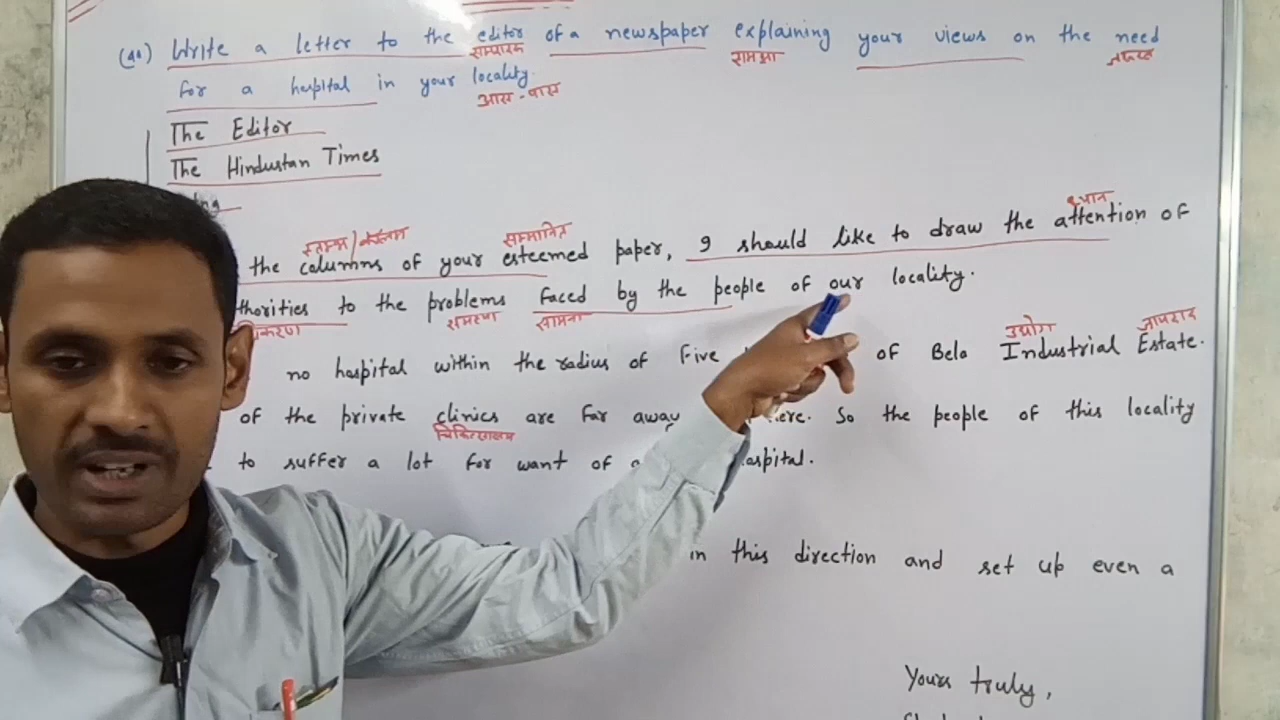 Write a letter to the editor of a newspaper explaining your views on the need
सम्पादक समझा जरूरत
for a hospital in your locality.
आस-पास
The Editor
The Hindustan Times
स्तम्भ/कॉलम सम्मानित ध्यान
the columns of your esteemed paper, I should like to draw the attention of
thorities to the problems faced by the people of our locality.
धिकरण समस्या सामना उद्योग
no hospital within the radius of Five of Bela Industrial Estate.
of the private clinics are far away here. So the people of this locality
चिकित्सालय
to suffer a lot for want of a hospital.
in this direction and set up even a
Yours truly,